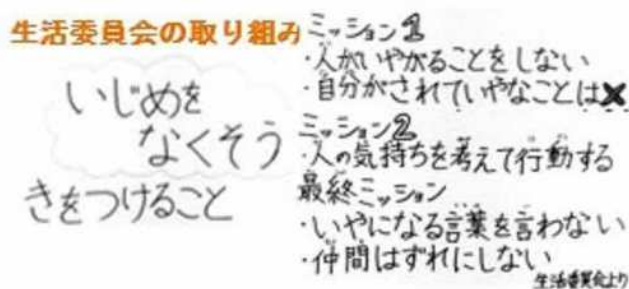 生活委員会の取り組み
いじめを
なくそう
きをつけること
ミッション1
・人がいやがることをしない
・自分がされていやなことは✖
ミッション2
・人の気持ちを考えて行動する
最終ミッション
・いやになる言葉を言わない
・仲間はずれにしない
生活委員会より